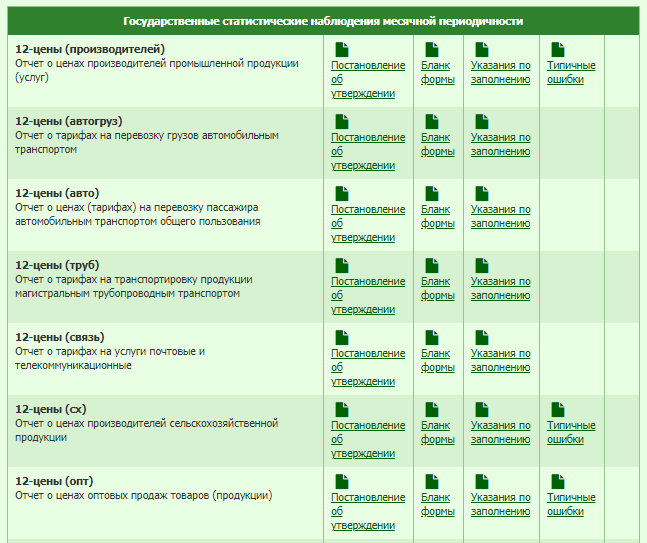 Государственные статистические наблюдения месячной периодичности
12-цены (производителей)
Отчет о ценах производителей промышленной продукции
(услуг)
Постановление
об
утверждении
Бланк
формы
Указания по
заполнению
Типичные
ошибки
12-цены (автогруз)
Отчет о тарифах на перевозку грузов автомобильным
транспортом
Постановление
об
утверждении
Бланк
формы
Указания по
заполнению
12-цены (авто)
Отчет о ценах (тарифах) на перевозку пассажира
автомобильным транспортом общего пользования
Постановление
об
утверждении
Бланк
формы
Указания по
заполнению
12-цены (труб)
Отчет о тарифах на транспортировку продукции
магистральным трубопроводным транспортом
Постановление
об
утверждении
Бланк
формы
Указания по
заполнению
12-цены (связь)
Отчет о тарифах на услуги почтовые и
телекоммуникационные
Постановление
об
утверждении
Бланк
формы
Указания по
заполнению
12-цены (сх)
Отчет о ценах производителей сельскохозяйственной
продукции
Постановление
об
утверждении
Бланк
формы
Указания по
заполнению
Типичные
ошибки
12-цены (опт)
Отчет о ценах оптовых продаж товаров (продукции)
Постановление
об
утверждении
Бланк
формы
Указания по
заполнению
Типичные
ошибки